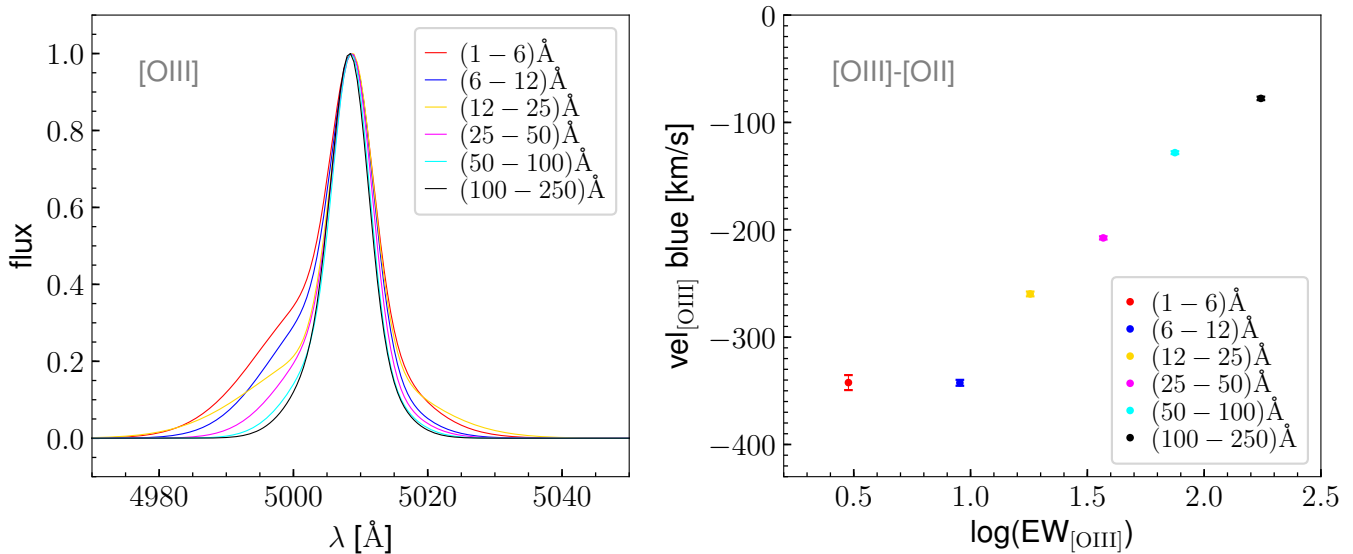 [OIII]
(1 − 6)Å
(6 − 12)Å
(12 − 25)Å
(25 − 50)Å
(50 − 100)Å
(100 − 250)Å
1.0
0.8
0.6
0.4
0.2
0.0
flux
4980
5000
5020
5040
λ [Å]
[OIII]-[OII]
0
−100
−200
−300
−400
vel[OIII] blue [km/s]
(1 − 6)Å
(6 − 12)Å
(12 − 25)Å
(25 − 50)Å
(50 − 100)Å
(100 − 250)Å
0.5
1.0
1.5
2.0
2.5
log(EW[OIII])